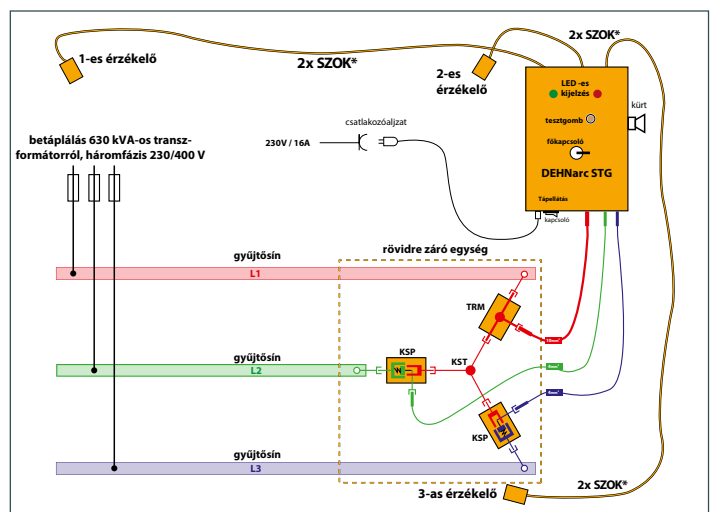 1-es érzékelő
2x SZOK*
2-es
érzékelő
2x SZOK*
LED -es
kijelzés
tesztgomb
kürt
főkapcsoló
DEHNarc STG
Tápellátás
kapcsoló
csatlakozóaljzat
230V / 16A
betáplálás 630 kVA-os transz-
formátorról, háromfázis 230/400 V
gyűjtősín
L1
rövidre záró egység
TRM
gyűjtősín
L2
KSP
KST
KSP
gyűjtősín
L3
3-as érzékelő
2x SZOK*